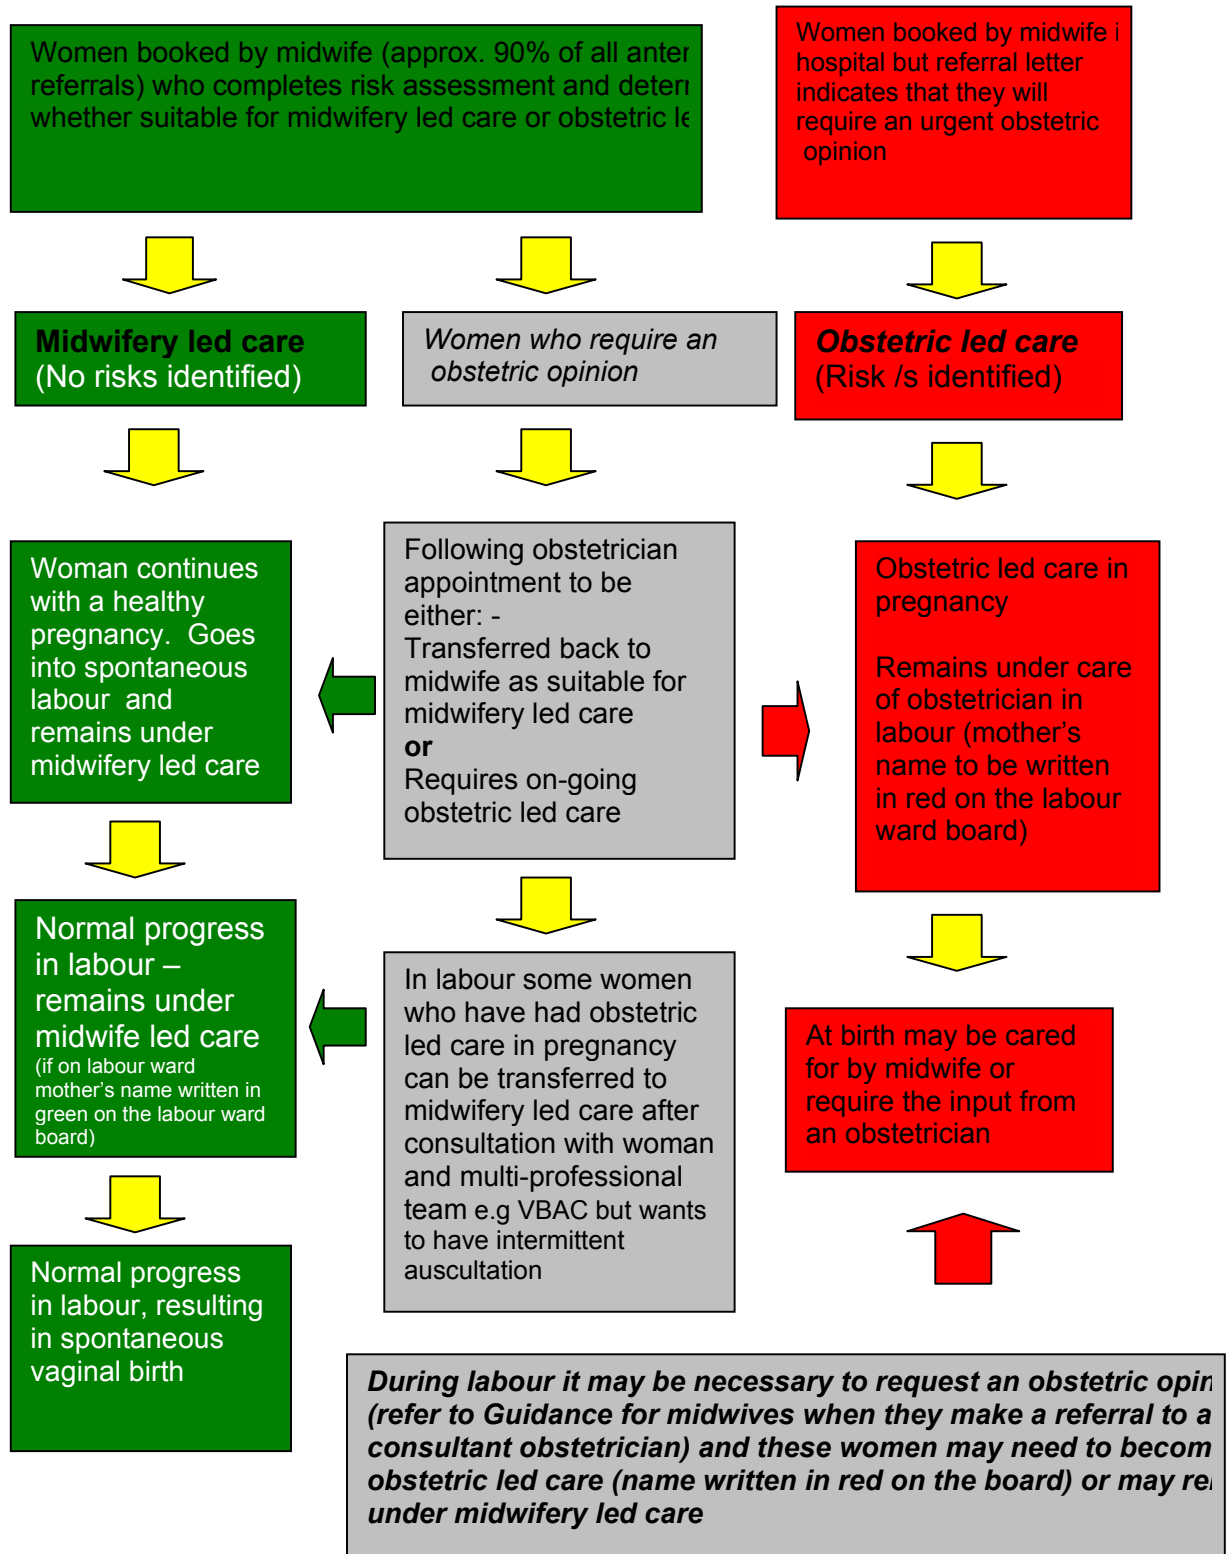 Women booked by midwife (approx. 90% of all anter
referrals) who completes risk assessment and determ
whether suitable for midwifery led care or obstetric le
Women booked by midwife i
hospital but referral letter
indicates that they will
require an urgent obstetric
opinion
Midwifery led care
(No risks identified)
Women who require an
obstetric opinion
Obstetric led care
(Risk /s identified)
Woman continues
with a healthy
pregnancy. Goes
into spontaneous
labour and
remains under
midwifery led care
Following obstetrician
appointment to be
either: -
Transferred back to
midwife as suitable for
midwifery led care
or
Requires on-going
obstetric led care
Obstetric led care in
pregnancy
Remains under care
of obstetrician in
labour (mother's
name to be written
in red on the labour
ward board)
Normal progress
in labour –
remains under
midwife led care
(if on labour ward
mother's name written in
green on the labour ward
board)
In labour some women
who have had obstetric
led care in pregnancy
can be transferred to
midwifery led care after
consultation with woman
and multi-professional
team e.g VBAC but wants
to have intermittent
auscultation
At birth may be cared
for by midwife or
require the input from
an obstetrician
Normal progress
in labour, resulting
in spontaneous
vaginal birth
During labour it may be necessary to request an obstetric opin
(refer to Guidance for midwives when they make a referral to a
consultant obstetrician) and these women may need to becom
obstetric led care (name written in red on the board) or may re
under midwifery led care